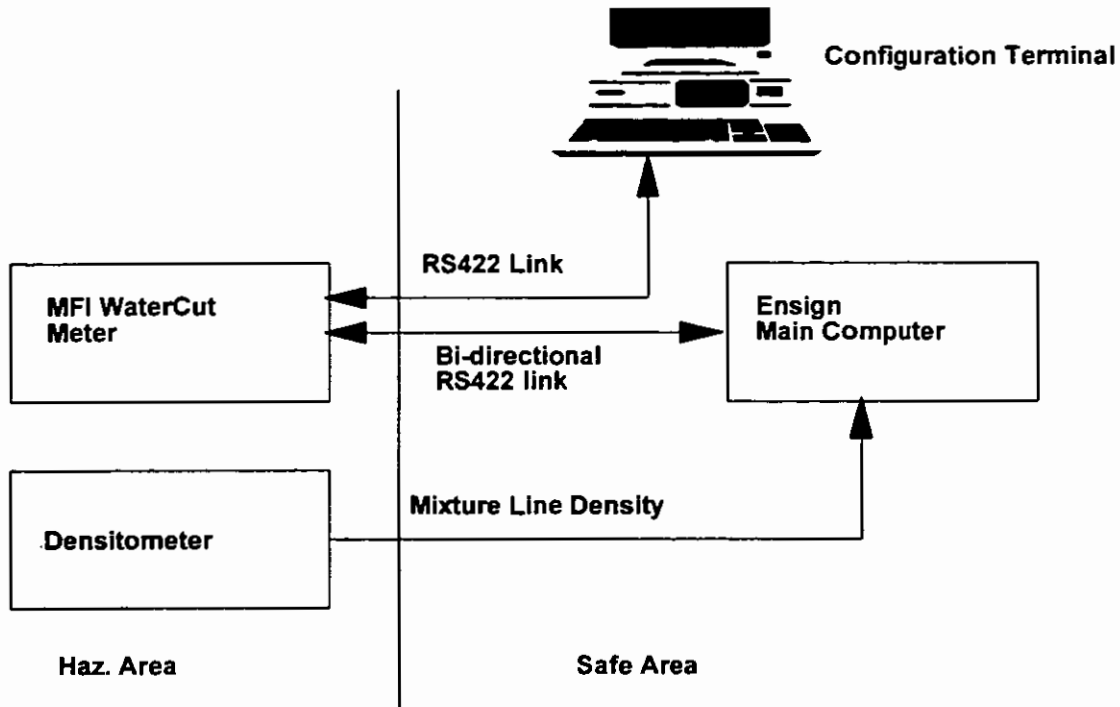 Configuration Terminal
RS422 Link
MFI WaterCut
Meter
Ensign
Main Computer
Bi-directional
RS422 link
Mixture Line Density
Densitometer
Haz. Area
Safe Area